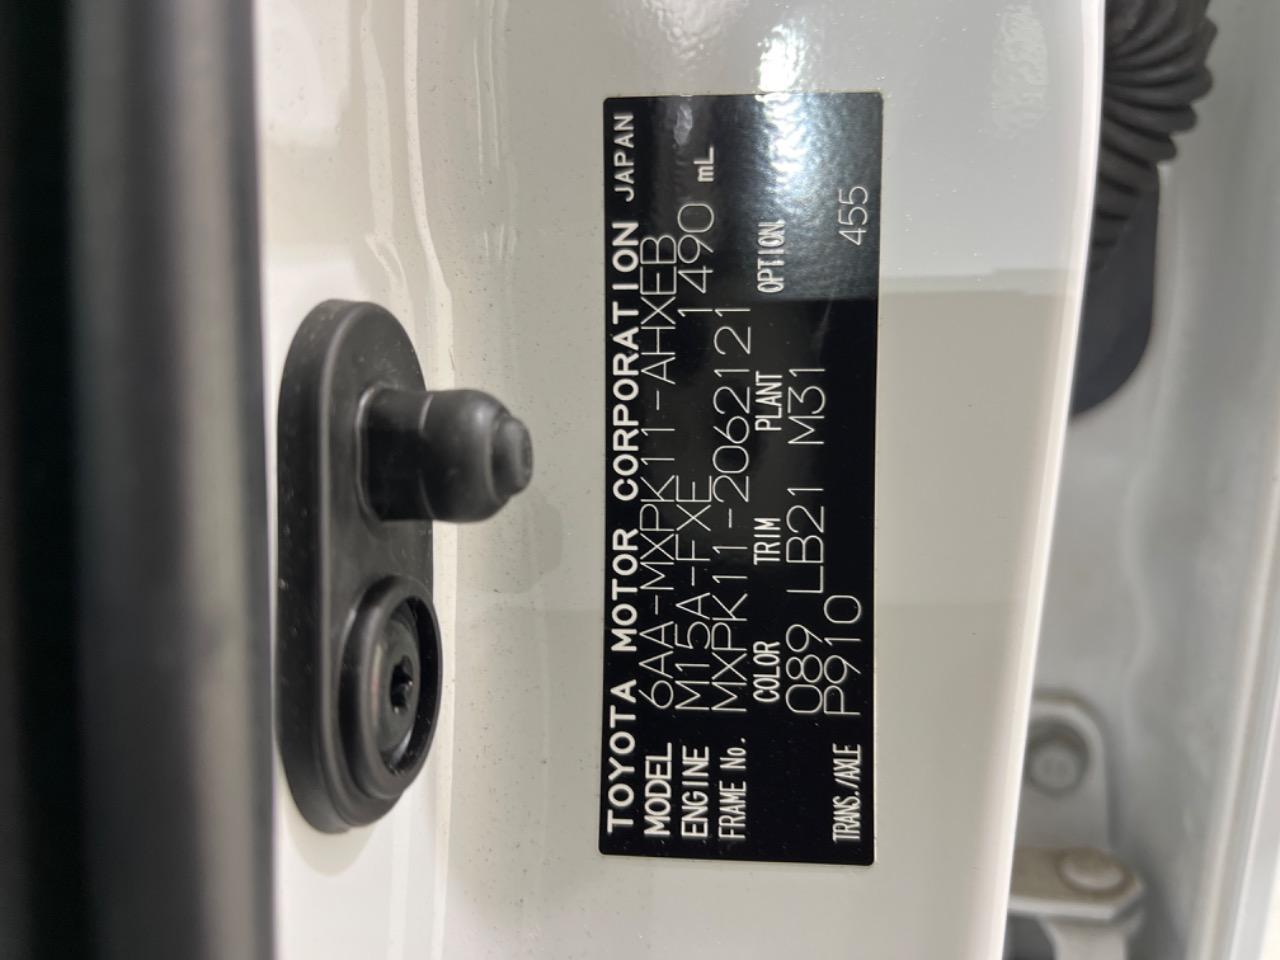 TOYOTA MOTOR CORPORATION JAPAN
MODEL 6AA-MXPK11-AHXEB
ENGINE M15A-FXE 1490 mL
FRAME No. MXPK11-2062121
COLOR TRIM PLANT OPTION
089 LB21 M31
TRANS./AXLE P910 455